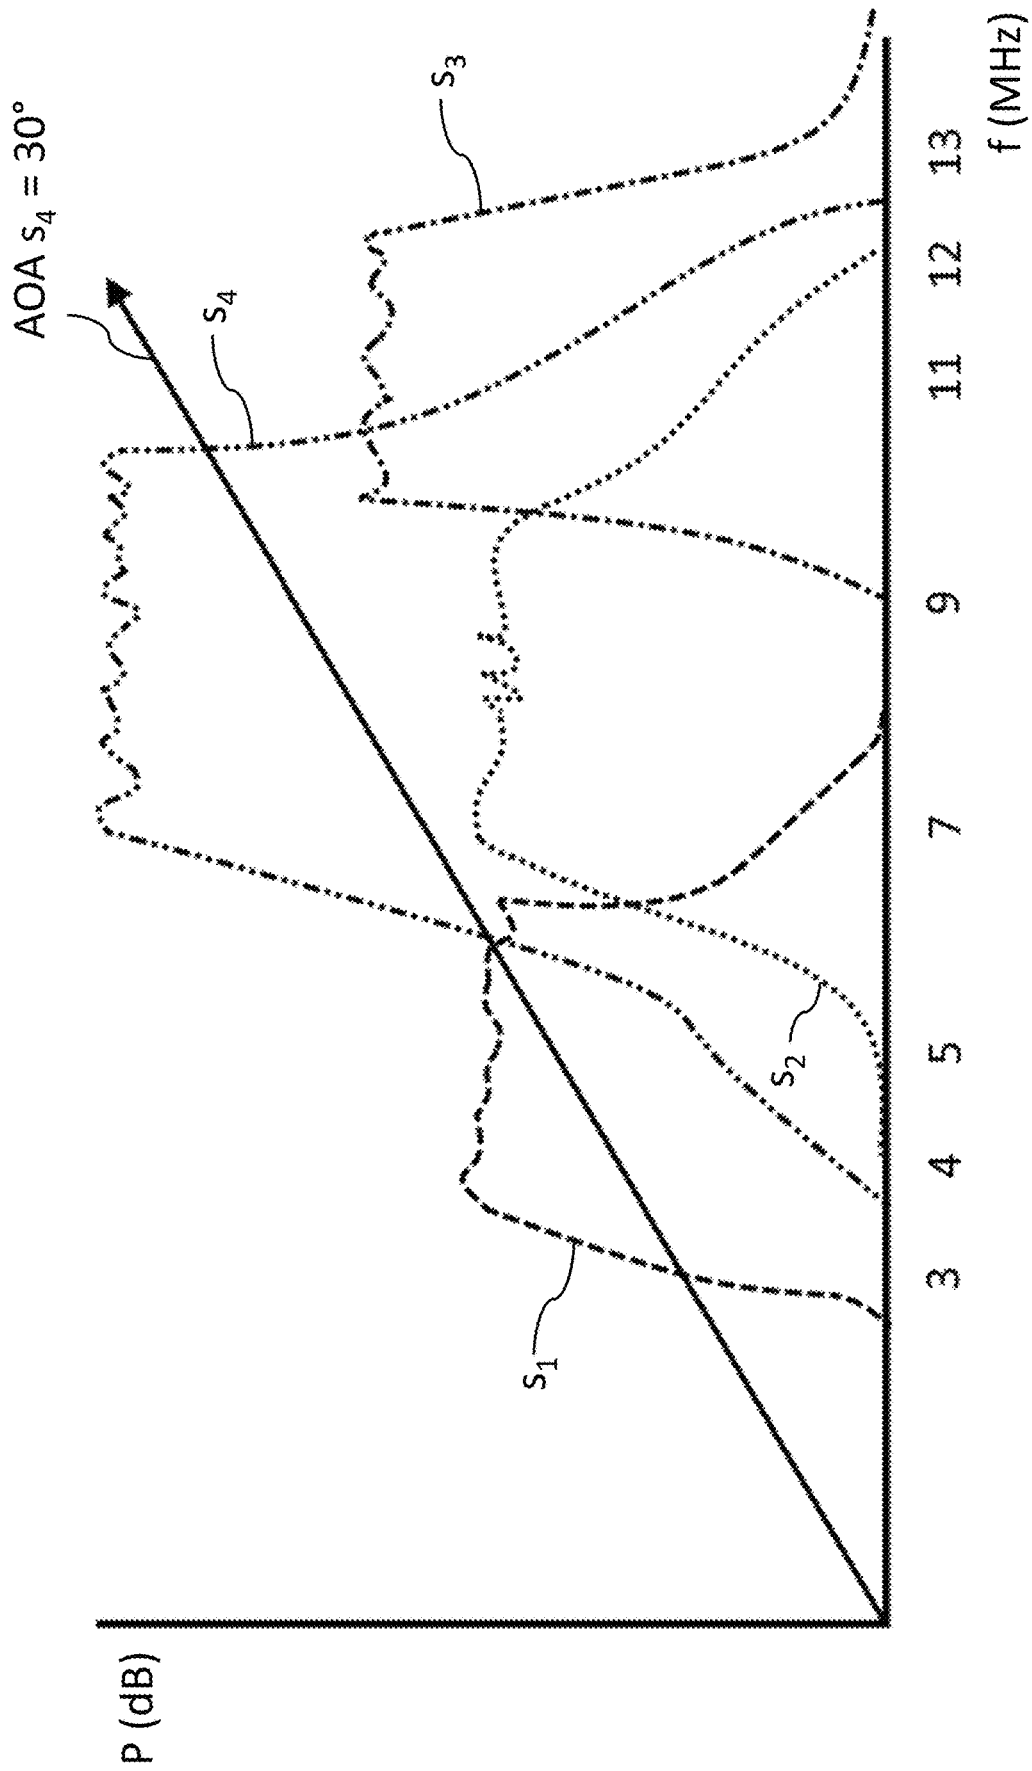 P (dB)
AOA s₄ = 30°
s₄
s₃
s₁
s₂
3 4 5 7 9 11 12 13
f (MHz)